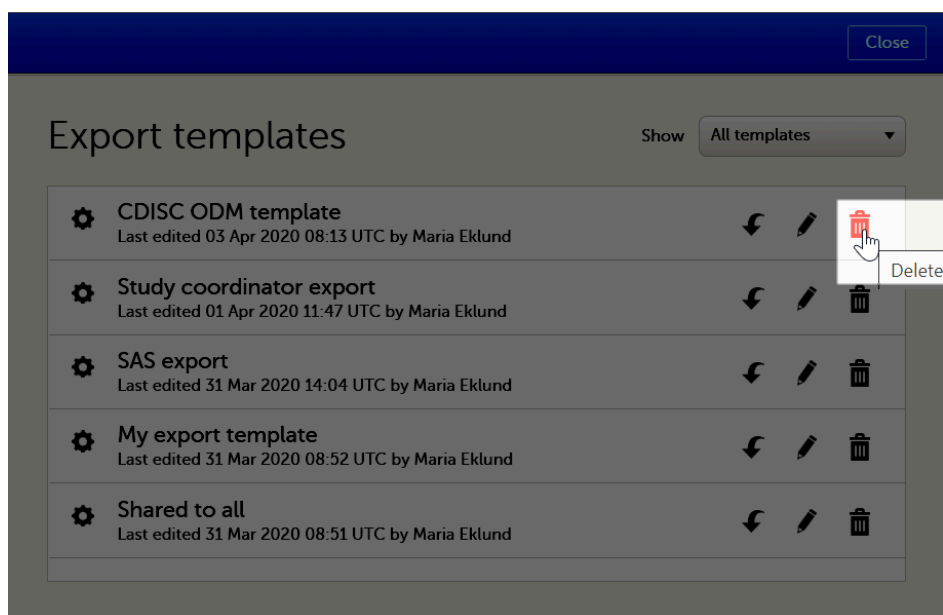 Close
Export templates
Show All templates
CDISC ODM template
Last edited 03 Apr 2020 08:13 UTC by Maria Eklund
Delete
Study coordinator export
Last edited 01 Apr 2020 11:47 UTC by Maria Eklund
SAS export
Last edited 31 Mar 2020 14:04 UTC by Maria Eklund
My export template
Last edited 31 Mar 2020 08:52 UTC by Maria Eklund
Shared to all
Last edited 31 Mar 2020 08:51 UTC by Maria Eklund